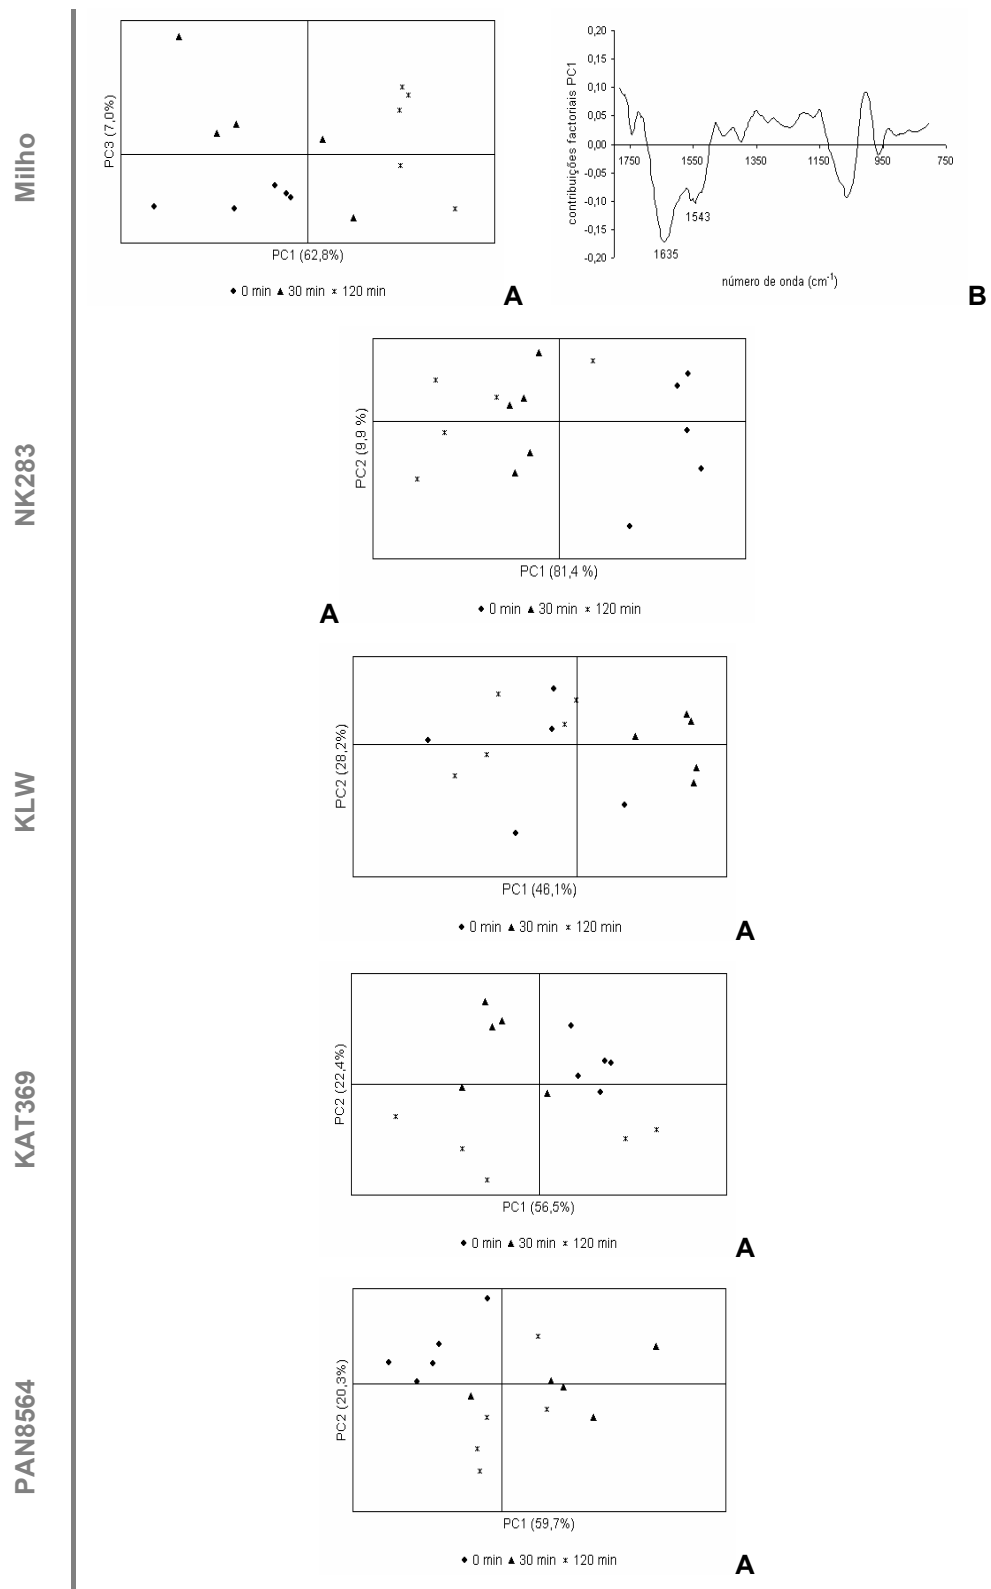 Milho
PC3 (7,0%)
PC1 (62,8%)
0 min 30 min 120 min
A
contribuições factoriais PC1
0,20
0,15
0,10
0,05
0,00
-0,05
-0,10
-0,15
-0,20
1750 1550 1350 1150 950 750
1543
1635
número de onda (cm-1)
B
NK283
PC2 (9,9 %)
PC1 (81,4 %)
0 min 30 min 120 min
A
KLW
PC2 (28,2%)
PC1 (46,1%)
0 min 30 min 120 min
A
KAT369
PC2 (22,4%)
PC1 (56,5%)
0 min 30 min 120 min
A
PAN8564
PC2 (20,3%)
PC1 (59,7%)
0 min 30 min 120 min
A